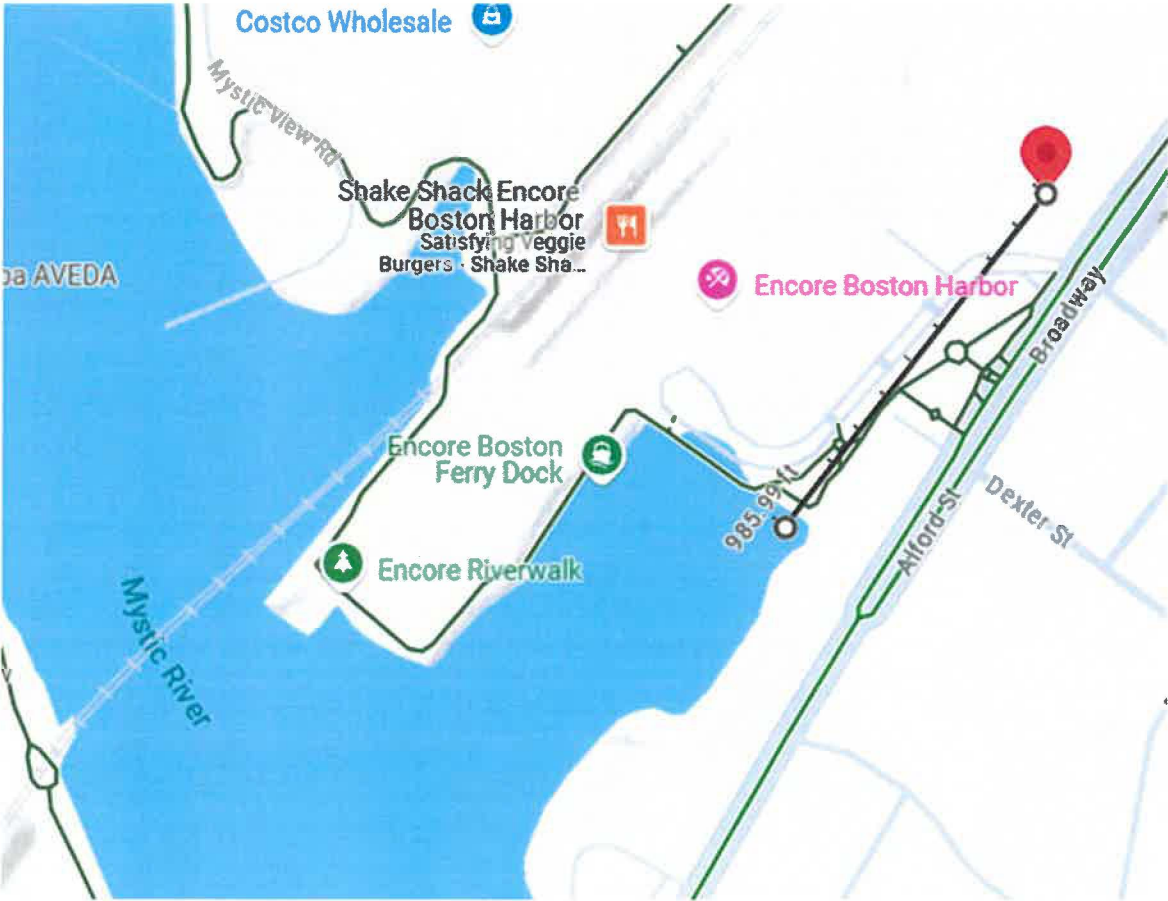 Costco Wholesale
Mystic View Rd
Shake Shack Encore
Boston Harbor
Satisfying Veggie
Burgers · Shake Sha...
pa AVEDA
Encore Boston Harbor
Broadway
Encore Boston
Ferry Dock
985.99 ft
Dexter St
Alford St
Encore Riverwalk
Mystic River